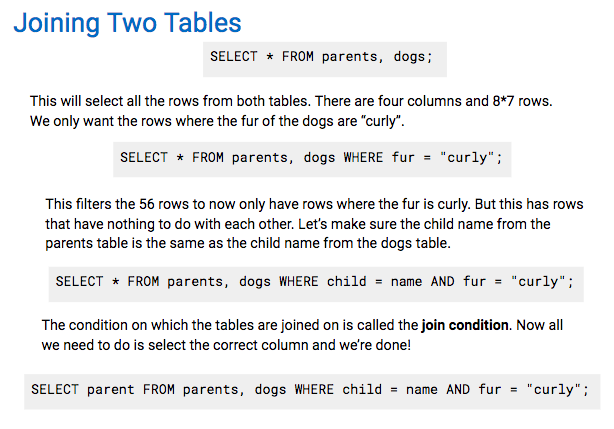 Joining Two Tables
SELECT * FROM parents, dogs;
This will select all the rows from both tables. There are four columns and 8*7 rows.
We only want the rows where the fur of the dogs are “curly”.
SELECT * FROM parents, dogs WHERE fur = "curly";
This filters the 56 rows to now only have rows where the fur is curly. But this has rows
that have nothing to do with each other. Let’s make sure the child name from the
parents table is the same as the child name from the dogs table.
SELECT * FROM parents, dogs WHERE child = name AND fur = "curly";
The condition on which the tables are joined on is called the join condition. Now all
we need to do is select the correct column and we’re done!
SELECT parent FROM parents, dogs WHERE child = name AND fur = "curly";